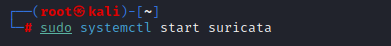 ┌──(root㉿kali)-[~]
└─# sudo systemctl start suricata